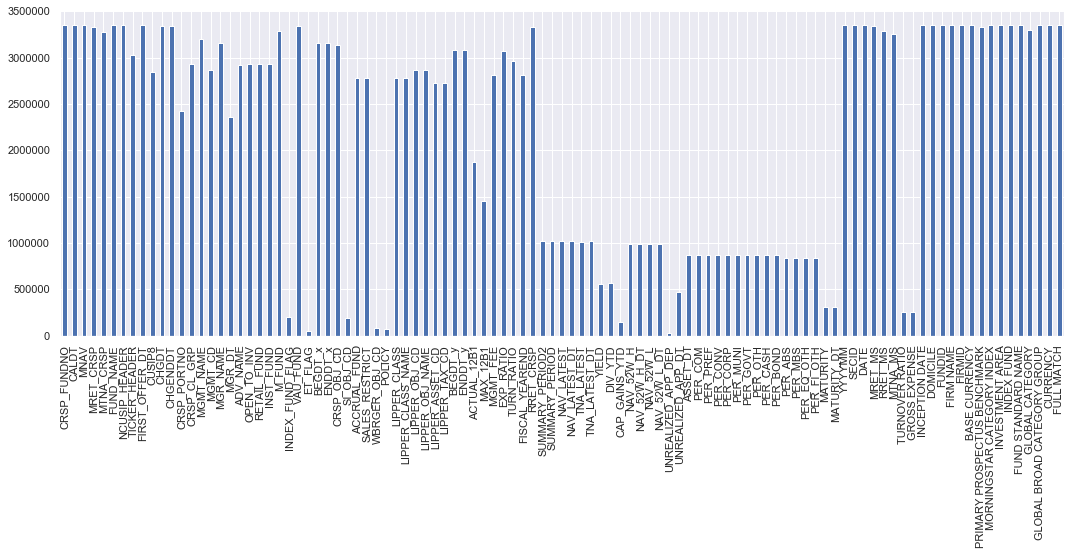 3500000
3000000
2500000
2000000
1500000
1000000
500000
0
CRSP_FUNDNO
CALDT
MNAV
MRET_CRSP
MTNA_CRSP
FUND_NAME
NCUSIP_HEADER
TICKER_HEADER
FIRST_OFFER_DT
CUSIP8
CHGDT
CHGENDDT
CRSP_PORTNO
CRSP_CL_GRP
MGMT_NAME
MGMT_CD
MGR_NAME
MGR_DT
ADV_NAME
OPEN_TO_INV
RETAIL_FUND
INST_FUND
M_FUND
INDEX_FUND_FLAG
VAU_FUND
ET_FLAG
BEGDT_x
ENDDT_x
CRSP_OBJ_CD
SI_OBJ_CD
ACCRUAL_FUND
SALES_RESTRICT
WBRGER_OBJ_CD
POLICY
LIPPER_CLASS
LIPPER_CLASS_NAME
LIPPER_OBJ_CD
LIPPER_OBJ_NAME
LIPPER_ASSET_CD
LIPPER_TAX_CD
BEGDT_y
ENDDT_y
ACTUAL_12B1
MAX_12B1
MGMT_FEE
EXP_RATIO
TURN_RATIO
FISCAL_YEAREND
RRET_CRSP
SUMMARY_PERIOD2
SUMMARY_PERIOD
NAV_LATEST
NAV_LATEST_DT
TNA_LATEST
TNA_LATEST_DT
YIELD
DIV_YTD
CAP_GAINS_YTD
NAV_52W_H
NAV_52W_H_DT
NAV_52W_L
NAV_52W_L_DT
UNREALIZED_APP_DEP
UNREALIZED_APP_DT
ASSET_DT
PER_COM
PER_PREF
PER_CONV
PER_CORP
PER_MUNI
PER_GOVT
PER_OTH
PER_CASH
PER_BOND
PER_ABS
PER_MBS
PER_EQ_OTH
PER_FI_OTH
MATURITY
MATURITY_DT
YYYYMM
SECID
DATE
MRET_MS
RRET_MS
MTNA_MS
TURNOVER RATIO
GROSS EXPENSE
INCEPTION DATE
DOMICILE
FUNDID
FIRM NAME
FIRMID
BASE CURRENCY
PRIMARY PROSPECTUS BENCHMARK
MORNINGSTAR CATEGORY INDEX
INVESTMENT AREA
INDEX FUND
FUND STANDARD NAME
GLOBAL CATEGORY
GLOBAL BROAD CATEGORY GROUP
CURRENCY
FULL MATCH